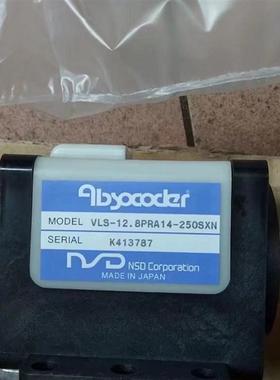 Absocoder
MODEL VLS-12.8PRA14-250SXN
SERIAL K413787
NSD NSD Corporation
MADE IN JAPAN